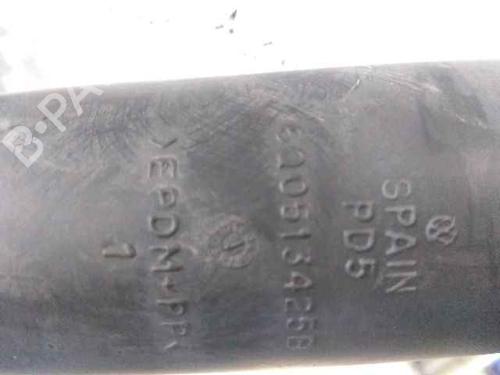 SPAIN
PD5
6Q0513425B
>EPDM+PP<
1
B-PA